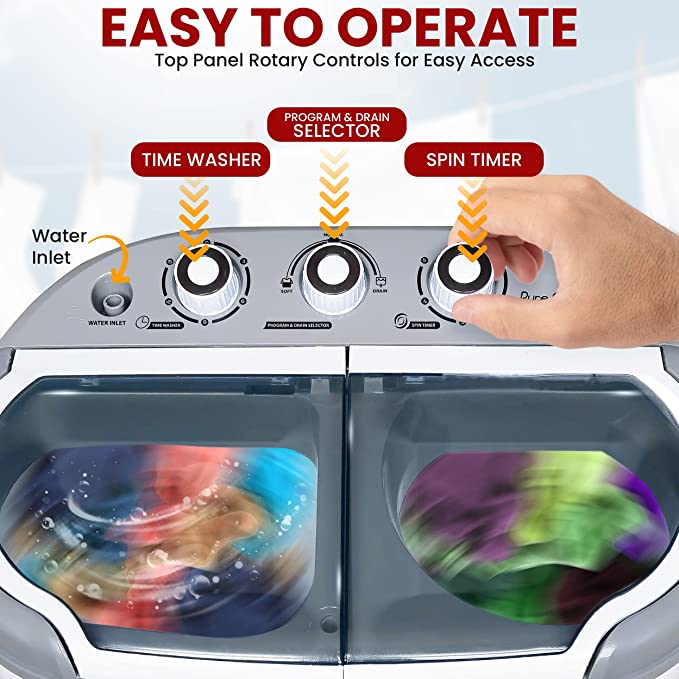 EASY TO OPERATE
Top Panel Rotary Controls for Easy Access
PROGRAM & DRAIN
SELECTOR
TIME WASHER
SPIN TIMER
Water
Inlet
SOFT
DRAIN
WATER INLET
TIME WASHER
PROGRAM & DRAIN SELECTOR
SPIN TIMER